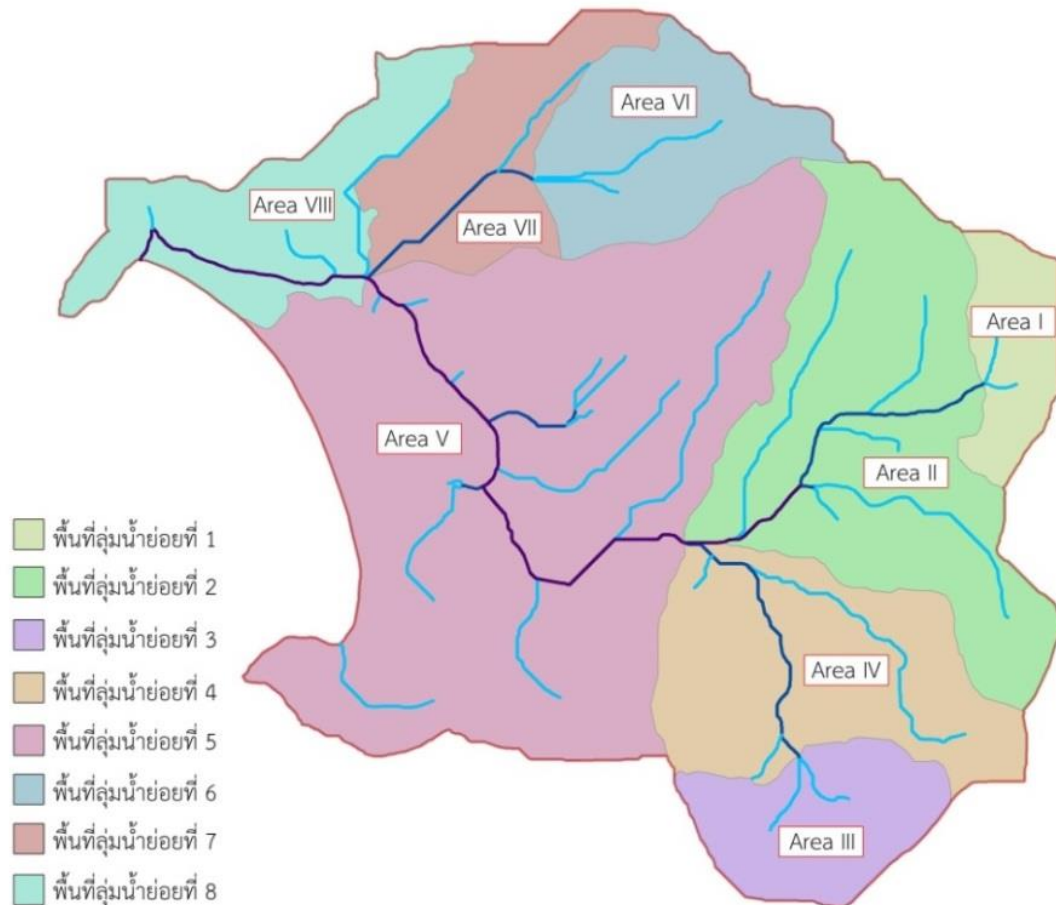 Area VI
Area VIII
Area VII
Area I
Area V
Area II
Area IV
Area III
พื้นที่ลุ่มน้ำย่อยที่ 1
พื้นที่ลุ่มน้ำย่อยที่ 2
พื้นที่ลุ่มน้ำย่อยที่ 3
พื้นที่ลุ่มน้ำย่อยที่ 4
พื้นที่ลุ่มน้ำย่อยที่ 5
พื้นที่ลุ่มน้ำย่อยที่ 6
พื้นที่ลุ่มน้ำย่อยที่ 7
พื้นที่ลุ่มน้ำย่อยที่ 8